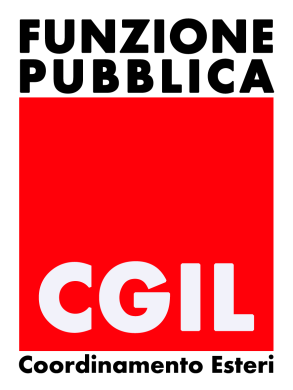 FUNZIONE
PUBBLICA
CGIL
Coordinamento Esteri